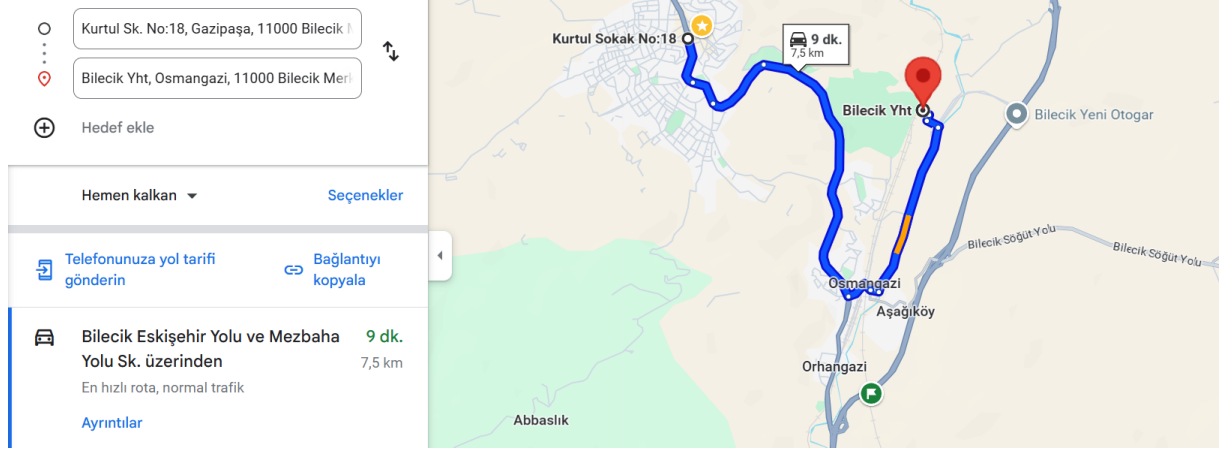 Kurtul Sk. No:18, Gazipaşa, 11000 Bilecik
Bilecik Yht, Osmangazi, 11000 Bilecik Merk
Hedef ekle
Hemen kalkan
Seçenekler
Telefonunuza yol tarifi
gönderin
Bağlantıyı
kopyala
Bilecik Eskişehir Yolu ve Mezbaha
Yolu Sk. üzerinden
9 dk.
7,5 km
En hızlı rota, normal trafik
Ayrıntılar
Kurtul Sokak No:18
9 dk.
7,5 km
Bilecik Yht
Bilecik Yeni Otogar
Bilecik Söğüt Yolu
Bilecik Söğüt Yolu
Osmangazi
Aşağıköy
Orhangazi
Abbaslık